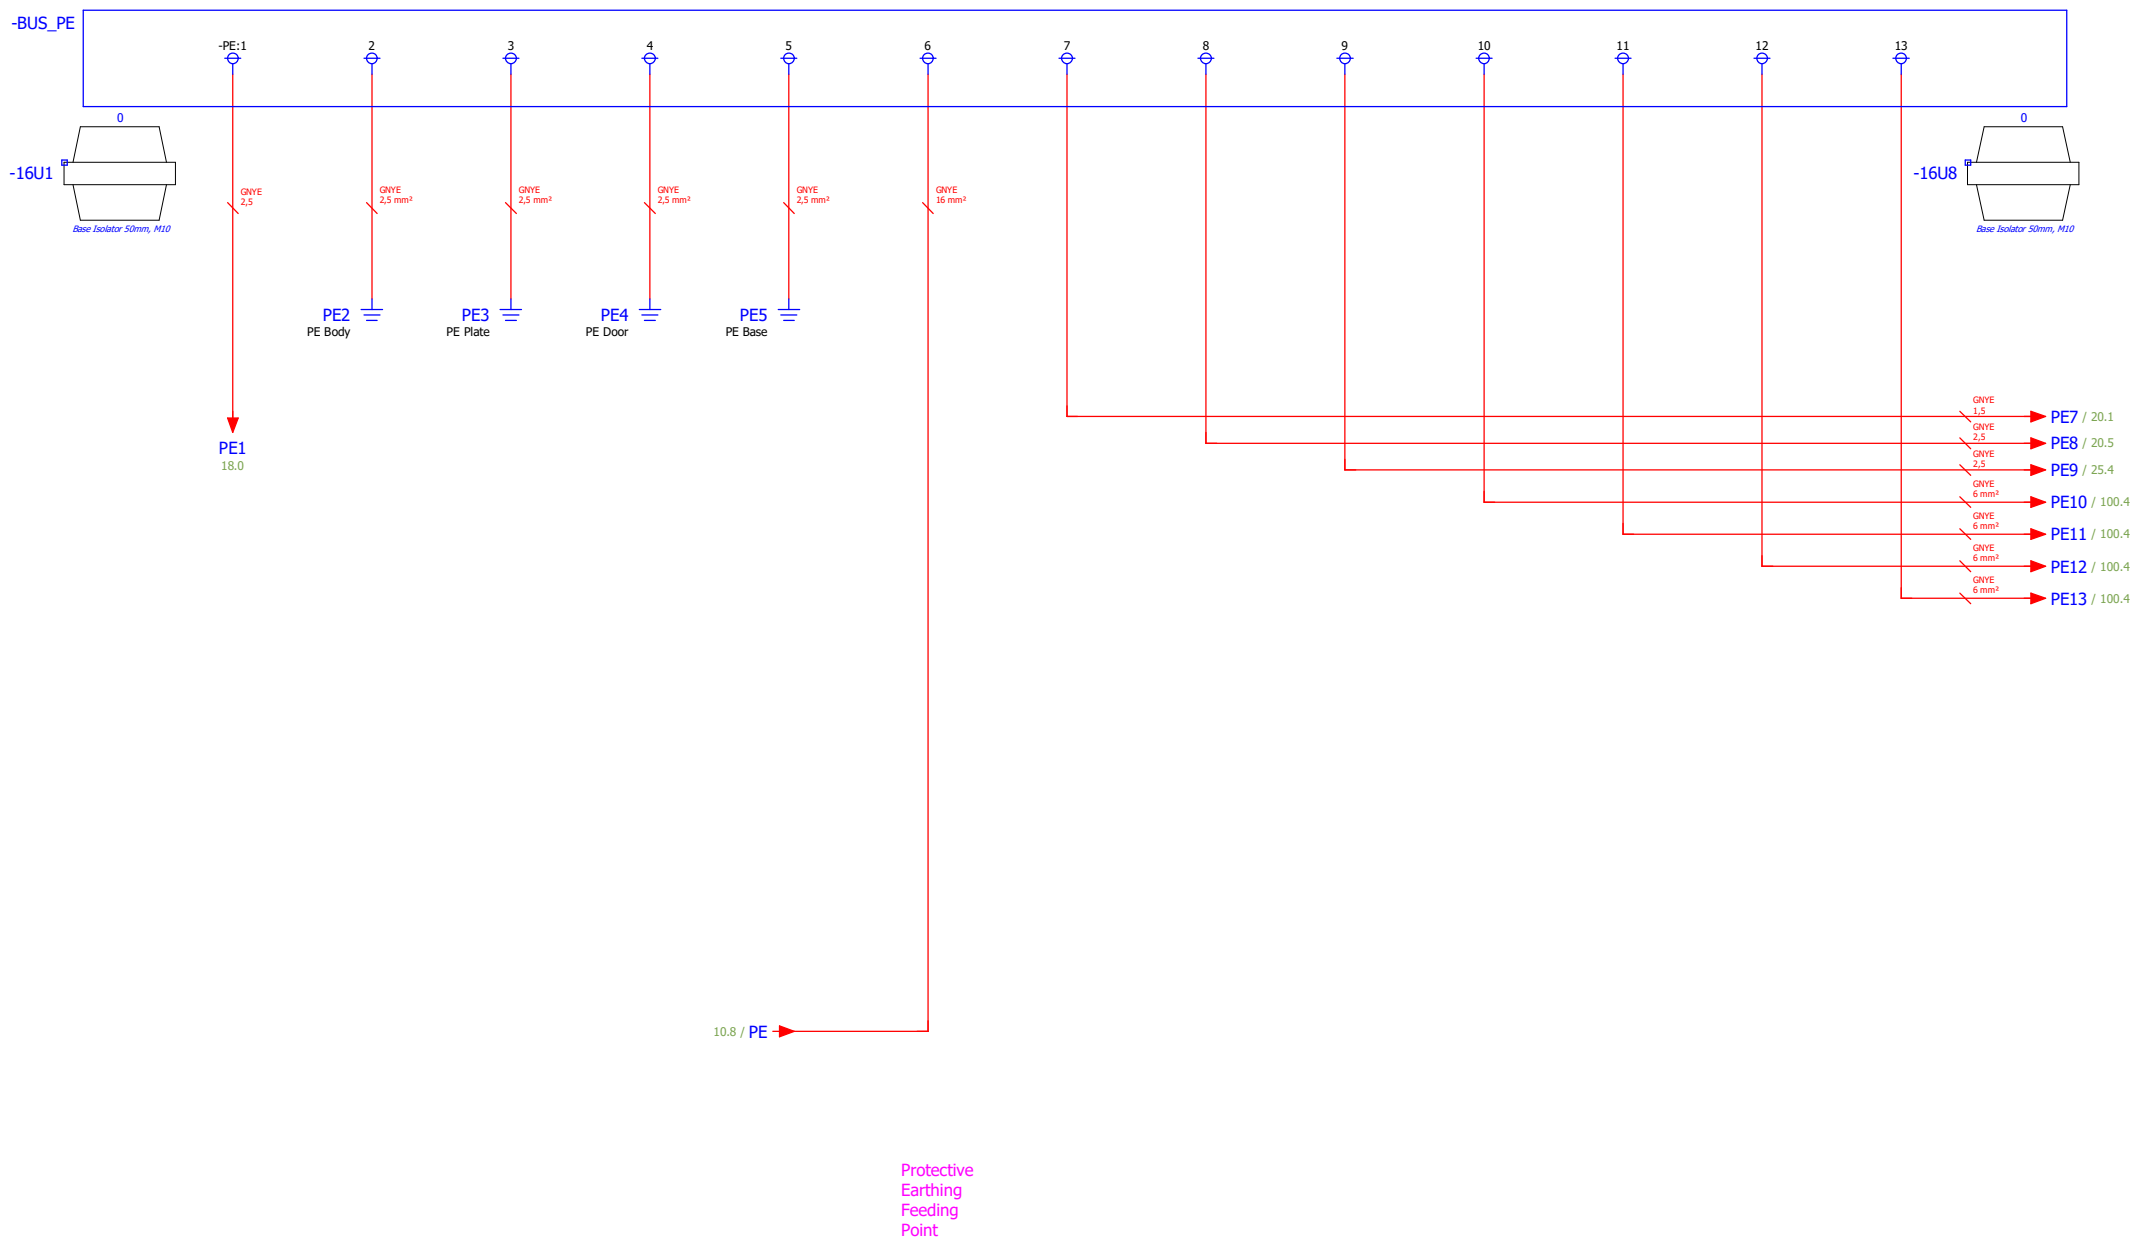 -BUS_PE
-PE:1
2
3
4
5
6
7
8
9
10
11
12
13
0
0
-16U1
-16U8
Base Isolator 50mm, M10
Base Isolator 50mm, M10
GNYE
2,5
GNYE
2,5 mm²
GNYE
2,5 mm²
GNYE
2,5 mm²
GNYE
2,5 mm²
GNYE
16 mm²
PE2
PE Body
PE3
PE Plate
PE4
PE Door
PE5
PE Base
PE1
18.0
GNYE
1,5
PE7 / 20.1
GNYE
2,5
PE8 / 20.5
GNYE
2,5
PE9 / 25.4
GNYE
6 mm²
PE10 / 100.4
GNYE
6 mm²
PE11 / 100.4
GNYE
6 mm²
PE12 / 100.4
GNYE
6 mm²
PE13 / 100.4
10.8 / PE
Protective
Earthing
Feeding
Point